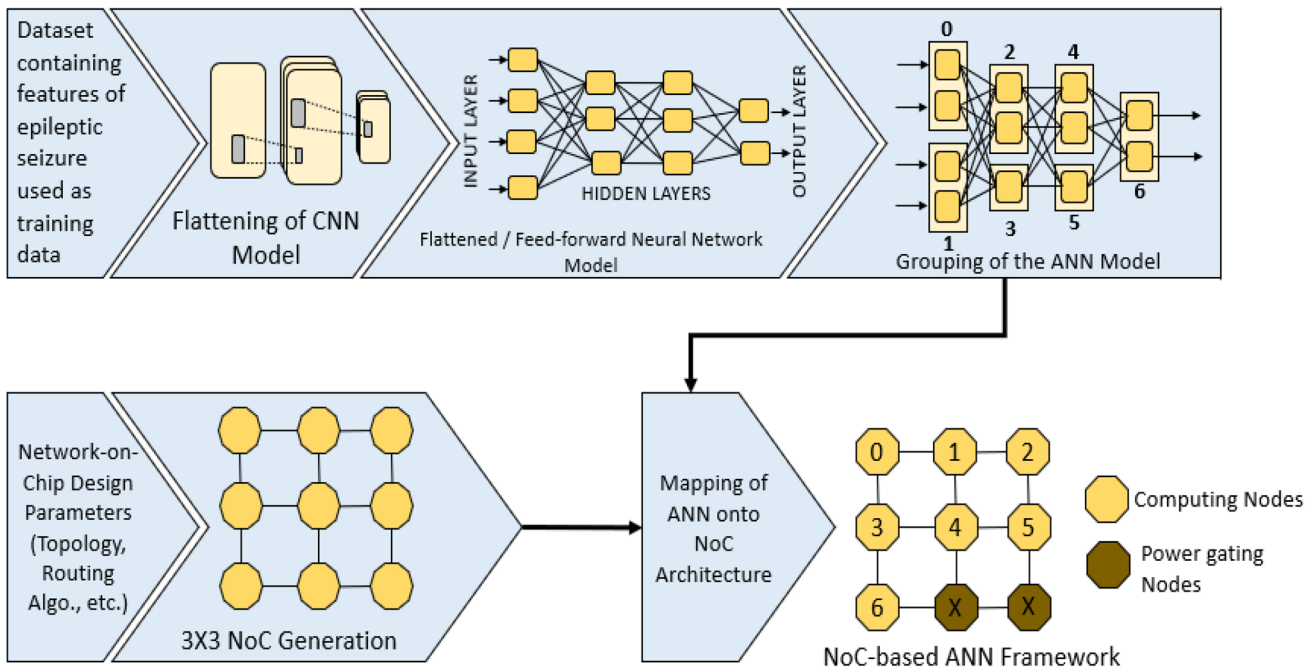 Dataset
containing
features of
epileptic
seizure
used as
training
data
Flattening of CNN
Model
INPUT LAYER
HIDDEN LAYERS
OUTPUT LAYER
Flattened / Feed-forward Neural Network
Model
0
2
4
6
1
3
5
Grouping of the ANN Model
Network-on-
Chip Design
Parameters
(Topology,
Routing
Algo., etc.)
3X3 NoC Generation
Mapping of
ANN onto
NoC
Architecture
0 1 2
3 4 5
6 X X
NoC-based ANN Framework
Computing Nodes
Power gating
Nodes